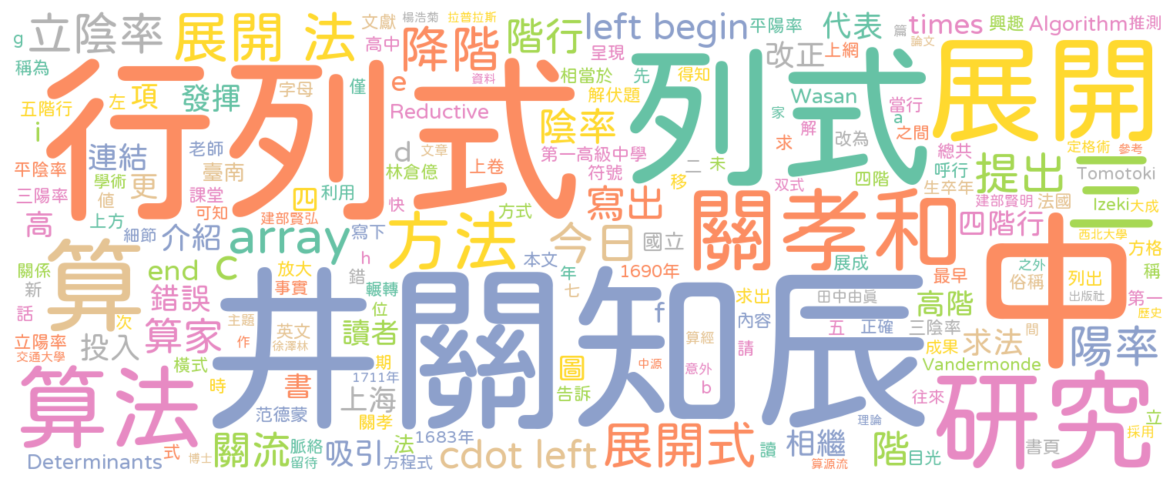 g
楊浩菊
拉普拉斯
篇
興趣
Algorithm
推測
立陰率
展開 法
文獻
高中
降階
階行
left begin
平陽率
代表
times
論文
稱為
呈現
改正
上網
五階行
左
項
發揮
字母
僅
e
資料
相當於
先
得知
解伏題
Wasan
當行
展開
行列式
列式
i
Reductive
陰率
家
a
之間
定格術
參考
平陰率
連結
老師
d
文章
上卷
第一高級中學
求
解
改為
總共
提出
三
三陽率
學術
更
臺南
四
利用
林倉億
符號
二
未
双式
四階
呼行
Tomotoki
值
課堂
快
方式
移
寫出
關孝和
生卒年
建部賢明
法國
Izeki
大成
高
上方
可知
建部賢弘
四階行
西北大學
細節
介紹
array
寫下
方法
今日
國立
中
方格
關係
算
end
c
放大
h
錯
本文
年
1690年
展成
最早
之外
俗稱
列出
出版社
稱
新
錯誤
事實
輾轉
七
f
求出
田中由眞
高階
第一
話
次
算家
主題
英文
位
讀者
井關知辰
內容
五
正確
三陰率
求法
歷史
立陽率
交通大學
投入
作
徐澤林
期
圖
算經
請
成果
間
陽率
橫式
1711年
中源
意外
Vandermonde
算法
時
書
上海
關孝
告訴
b
往來
研究
范德蒙
理論
立
式
關流
脈絡
法
1683年
展開式
相繼
階
書頁
採用
Determinants
博士
留待
吸引
方程式
cdot left
讀
算源流
目光